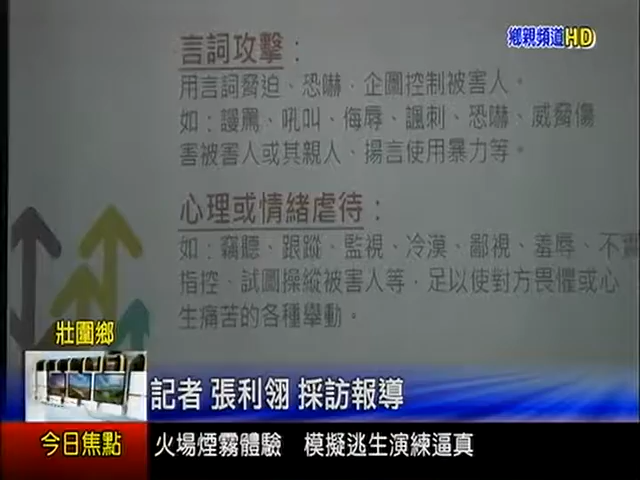 鄉親頻道HD
言詞攻擊：
用言詞脅迫、恐嚇，企圖控制被害人。
如：謾罵、吼叫、侮辱、諷刺、恐嚇、威脅傷
害被害人或其親人、揚言使用暴力等。
心理或情緒虐待：
如：竊聽、跟蹤、監視、冷漠、鄙視、羞辱、不實
指控、試圖操縱被害人等，足以使對方畏懼或心
生痛苦的各種舉動。
壯圍鄉
記者 張利翎 採訪報導
今日焦點 火場煙霧體驗 模擬逃生演練逼真